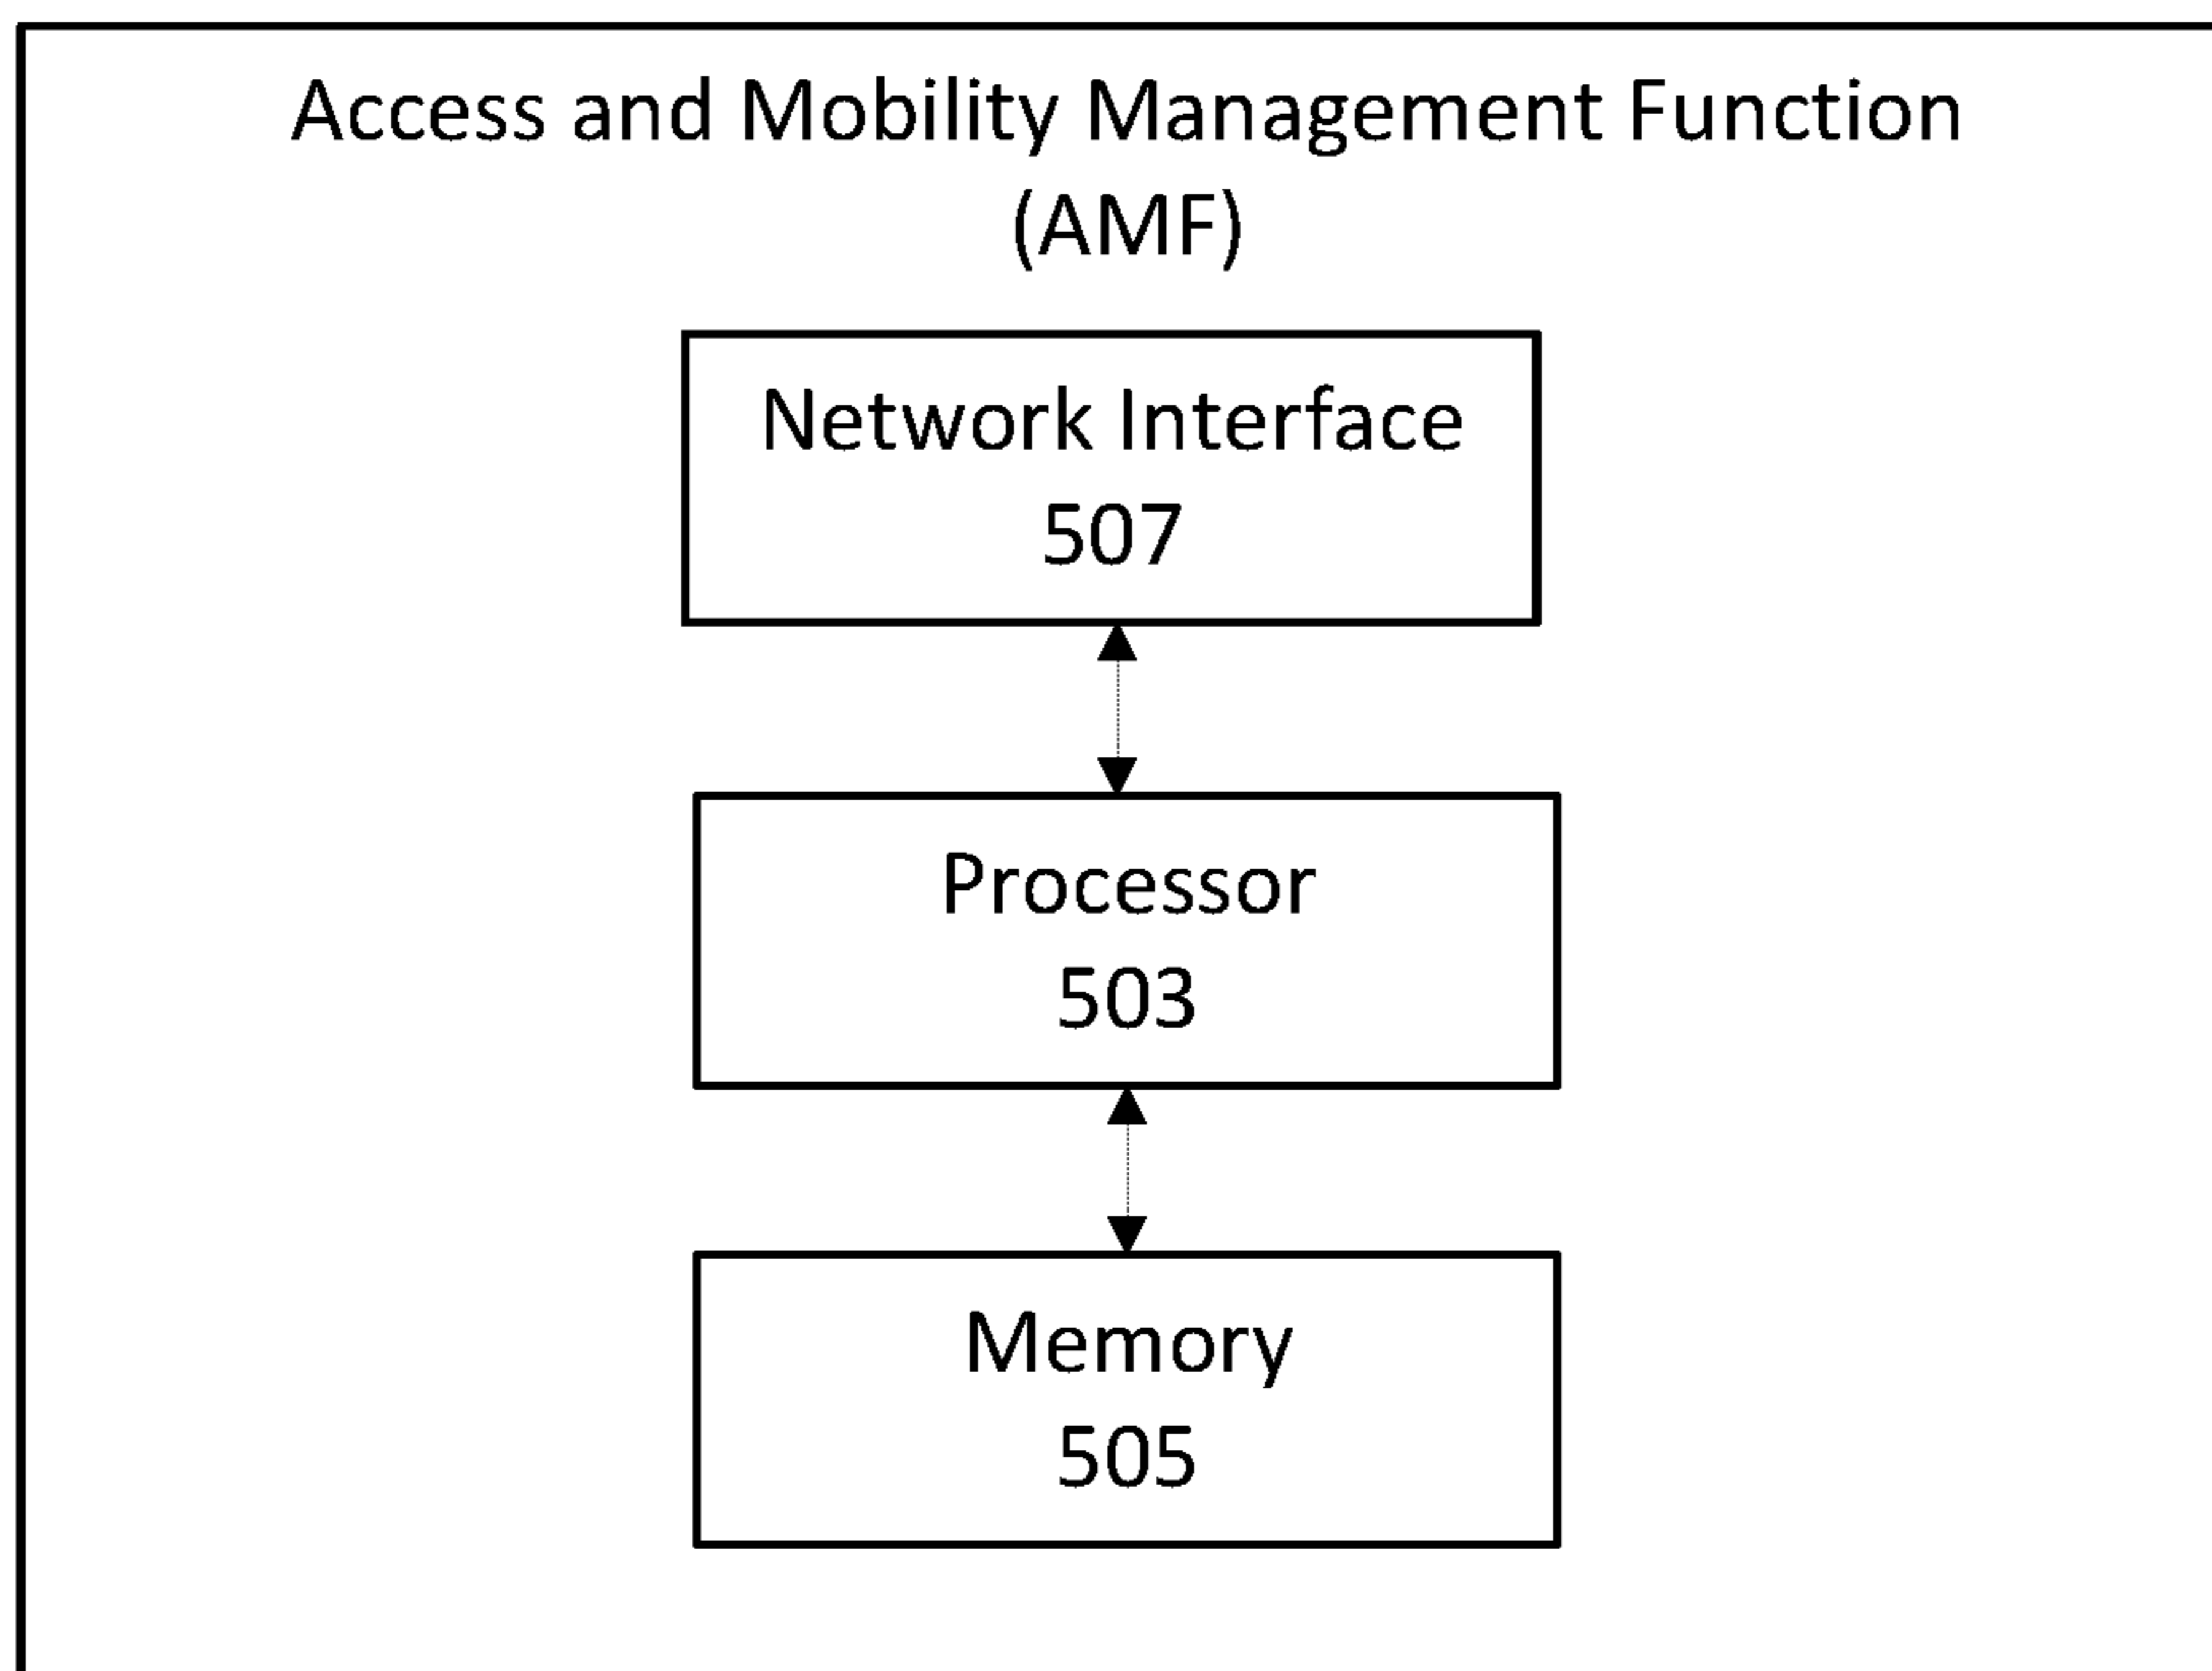 Access and Mobility Management Function
(AMF)
Network Interface
507
Processor
503
Memory
505